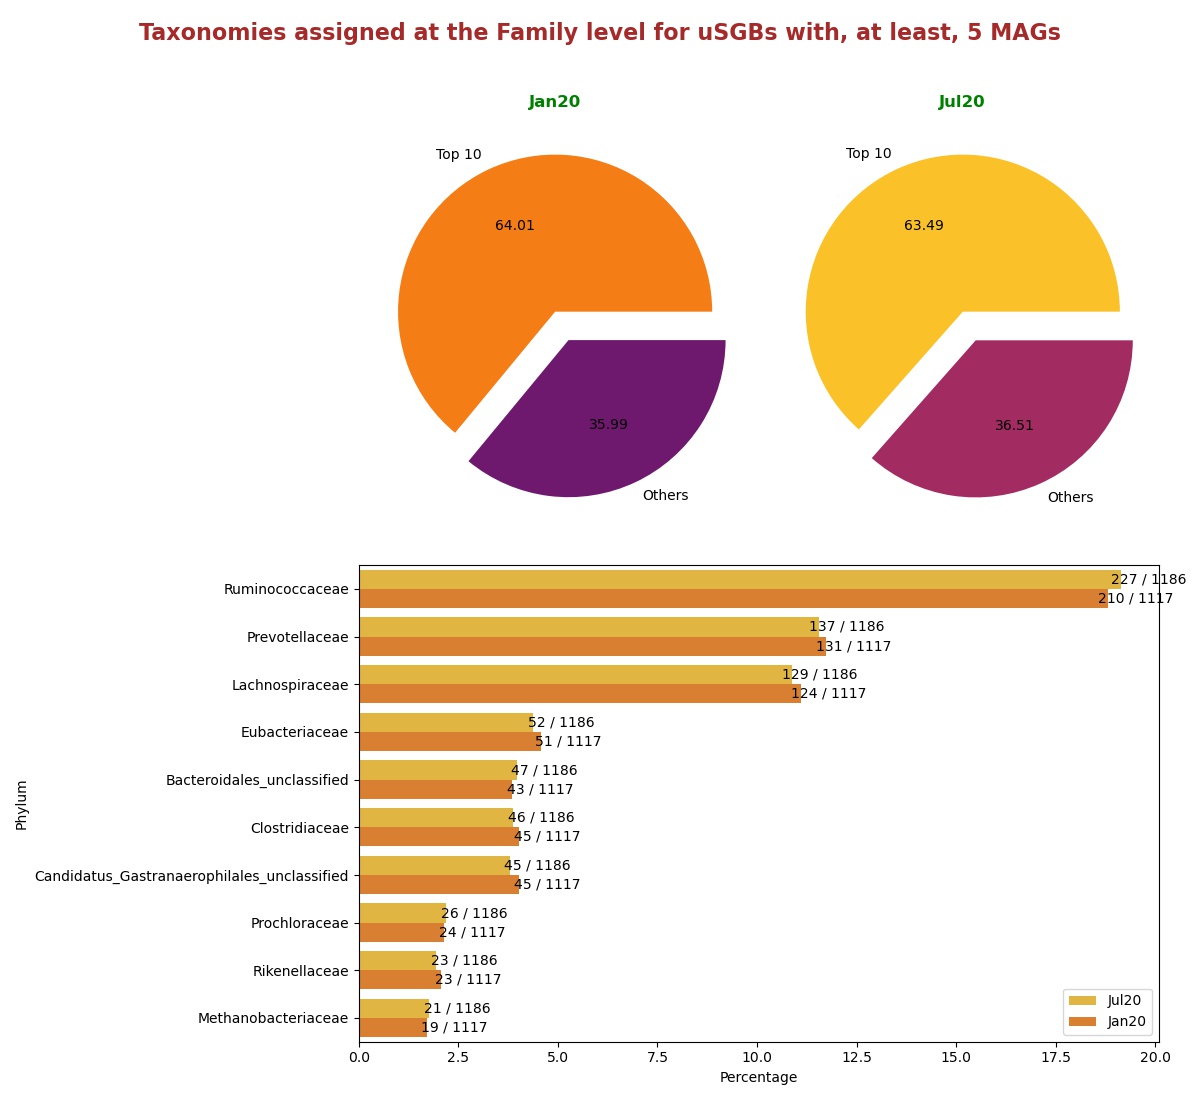 Taxonomies assigned at the Family level for uSGBs with, at least, 5 MAGs
Jan20
Jul20
Top 10
64.01
35.99
Others
Top 10
63.49
36.51
Others
Phylum
Ruminococcaceae
227 / 1186
210 / 1117
Prevotellaceae
137 / 1186
131 / 1117
Lachnospiraceae
129 / 1186
124 / 1117
Eubacteriaceae
52 / 1186
51 / 1117
Bacteroidales_unclassified
47 / 1186
43 / 1117
Clostridiaceae
46 / 1186
45 / 1117
Candidatus_Gastranaerophilales_unclassified
45 / 1186
45 / 1117
Prochloraceae
26 / 1186
24 / 1117
Rikenellaceae
23 / 1186
23 / 1117
Methanobacteriaceae
21 / 1186
19 / 1117
Jul20
Jan20
0.0 2.5 5.0 7.5 10.0 12.5 15.0 17.5 20.0
Percentage